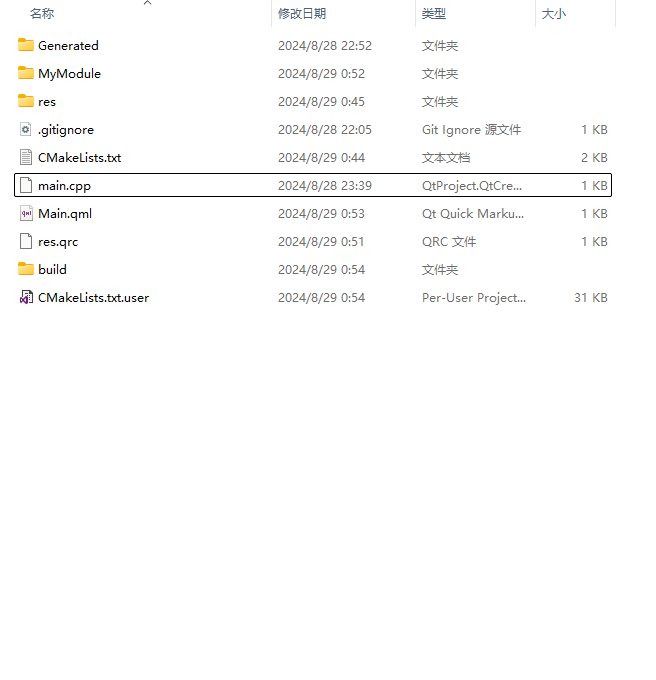 名称 修改日期 类型 大小
Generated 2024/8/28 22:52 文件夹
MyModule 2024/8/29 0:52 文件夹
res 2024/8/29 0:45 文件夹
.gitignore 2024/8/28 22:05 Git Ignore 源文件 1 KB
CMakeLists.txt 2024/8/29 0:44 文本文档 2 KB
main.cpp 2024/8/28 23:39 QtProject.QtCre... 1 KB
Main.qml 2024/8/29 0:53 Qt Quick Marku... 1 KB
res.qrc 2024/8/29 0:51 QRC 文件 1 KB
build 2024/8/29 0:54 文件夹
CMakeLists.txt.user 2024/8/29 0:54 Per-User Project... 31 KB